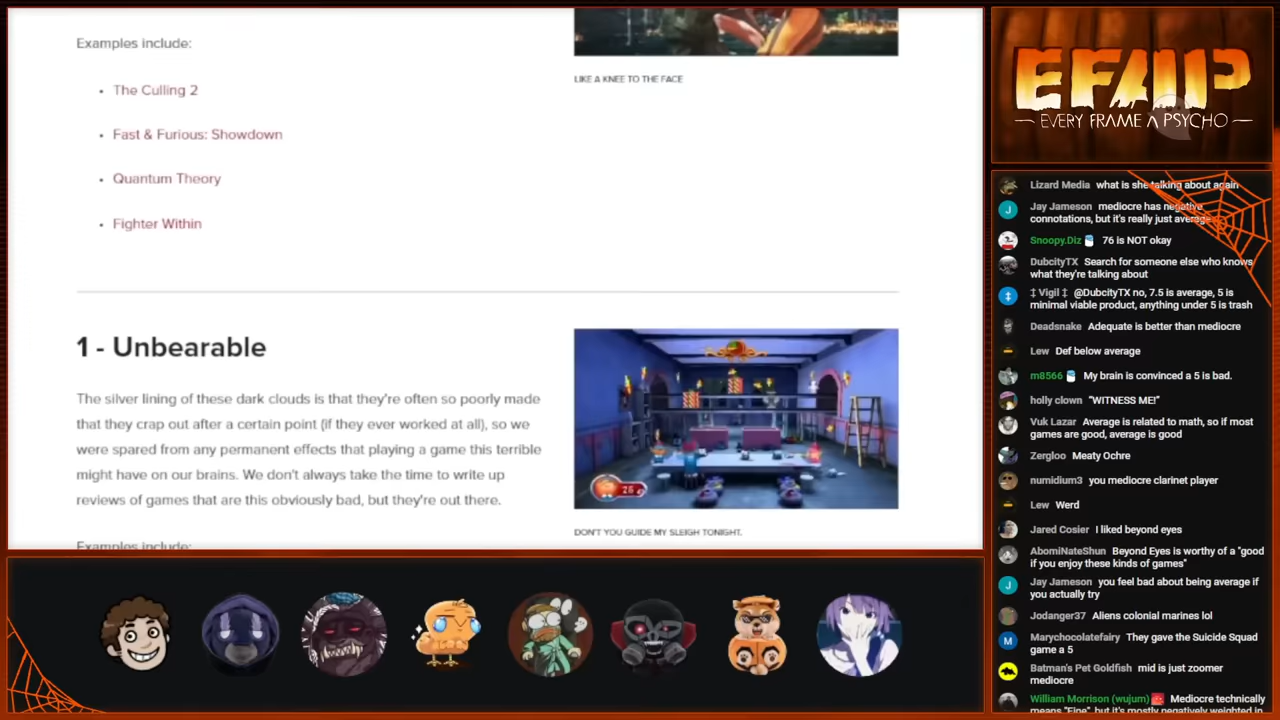 Examples include:
LIKE A KNEE TO THE FACE
• The Culling 2
• Fast & Furious: Showdown
• Quantum Theory
• Fighter Within
1 - Unbearable
The silver lining of these dark clouds is that they're often so poorly made
that they crap out after a certain point (if they ever worked at all), so we
were spared from any permanent effects that playing a game this terrible
might have on our brains. We don't always take the time to write up
reviews of games that are this obviously bad, but they're out there.
DON'T YOU GUIDE MY SLEIGH TONIGHT.
Examples include:
EFAP
EVERY FRAME A PSYCHO
Lizard Media what is she talking about again
Jay Jameson mediocre has negative
connotations, but it's really just average
Snoopy.Diz 76 is NOT okay
DubcityTX Search for someone else who knows
what they're talking about
‡ Vigil ‡ @DubcityTX no, 7.5 is average, 5 is
minimal viable product, anything under 5 is trash
Deadsnake Adequate is better than mediocre
Lew Def below average
m8566 My brain is convinced a 5 is bad.
holly clown "WITNESS ME!"
Vuk Lazar Average is related to math, so if most
games are good, average is good
Zergloo Meaty Ochre
numidium3 you mediocre clarinet player
Lew Werd
Jared Cosier I liked beyond eyes
AbomiNateShun Beyond Eyes is worthy of a "good
if you enjoy these kinds of games"
Jay Jameson you feel bad about being average if
you actually try
Jodanger37 Aliens colonial marines lol
Marychocolatefairy They gave the Suicide Squad
game a 5
Batman's Pet Goldfish mid is just zoomer
mediocre
William Morrison (wujum) Mediocre technically
means "Fine", but it's mostly negatively weighted in